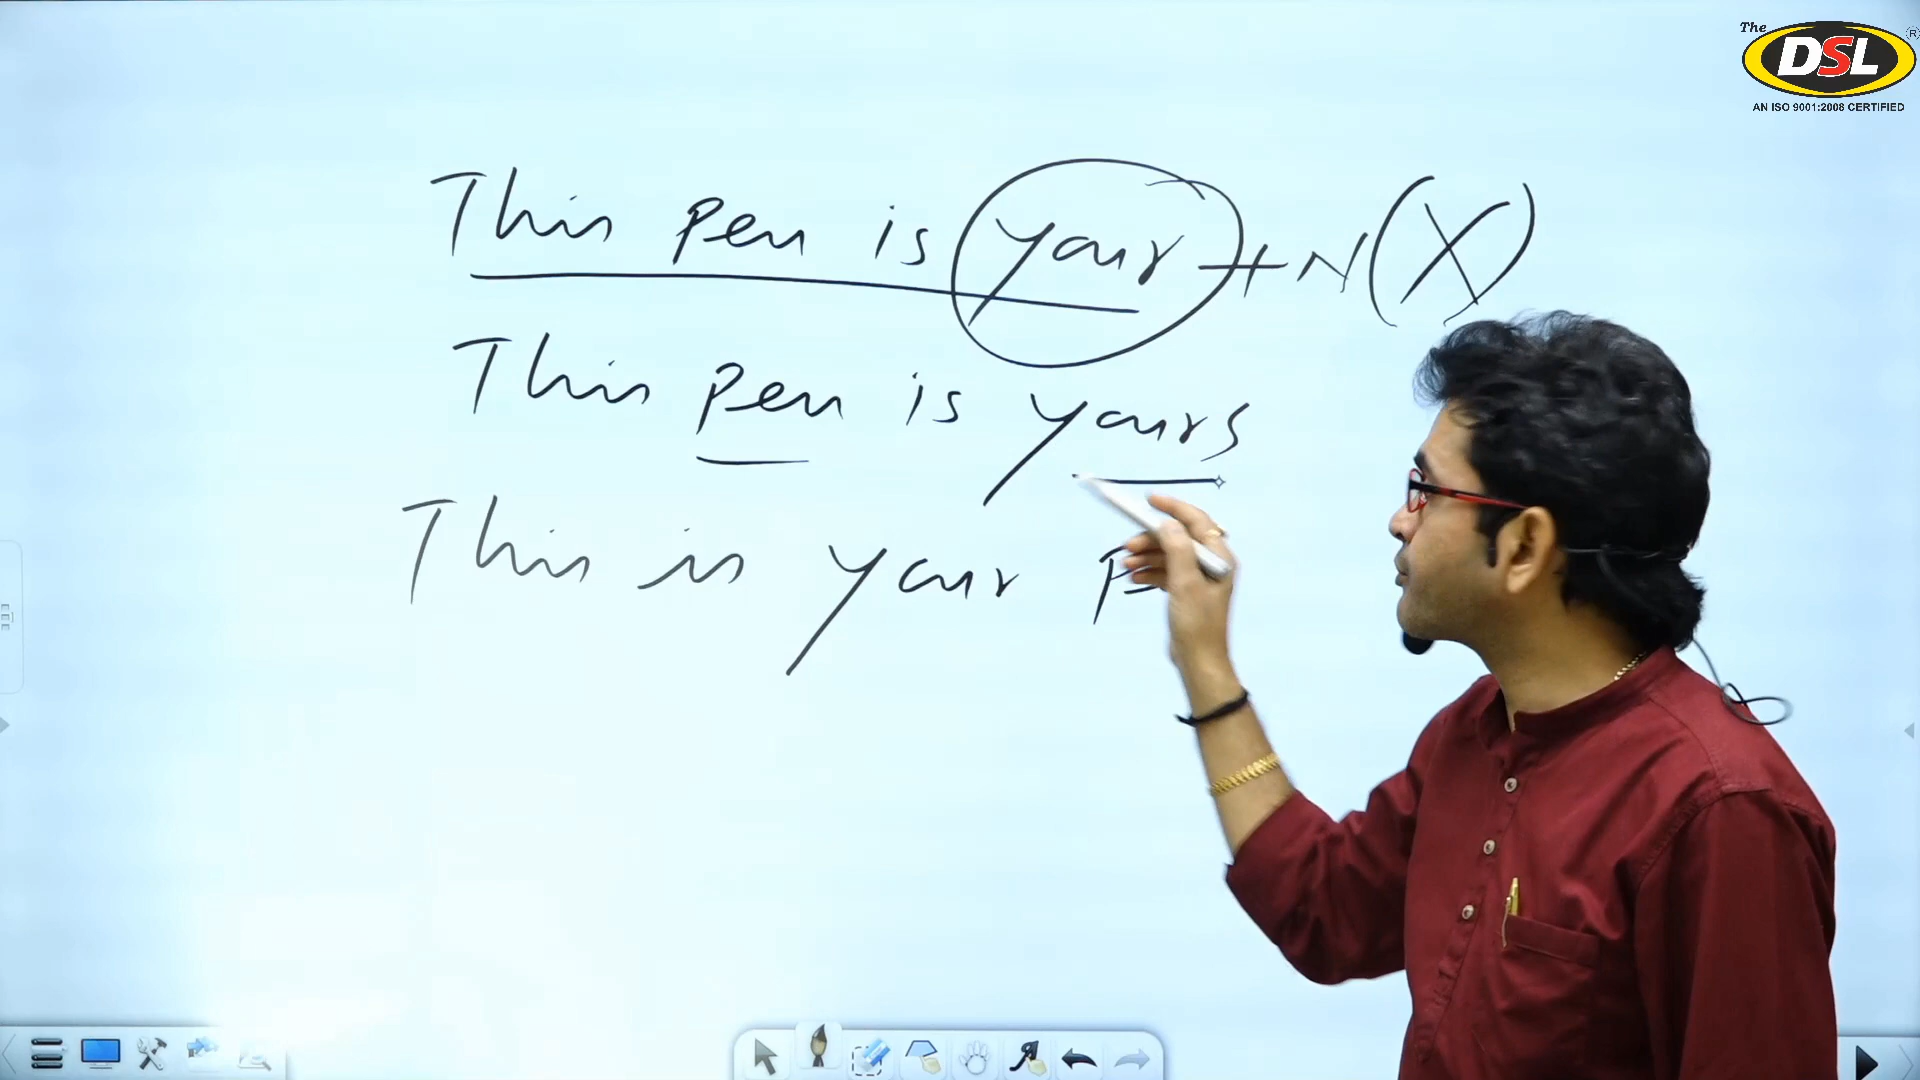 The
DSL
®
AN ISO 9001:2008 CERTIFIED
This pen is your + N (X)
This pen is yours
This is your